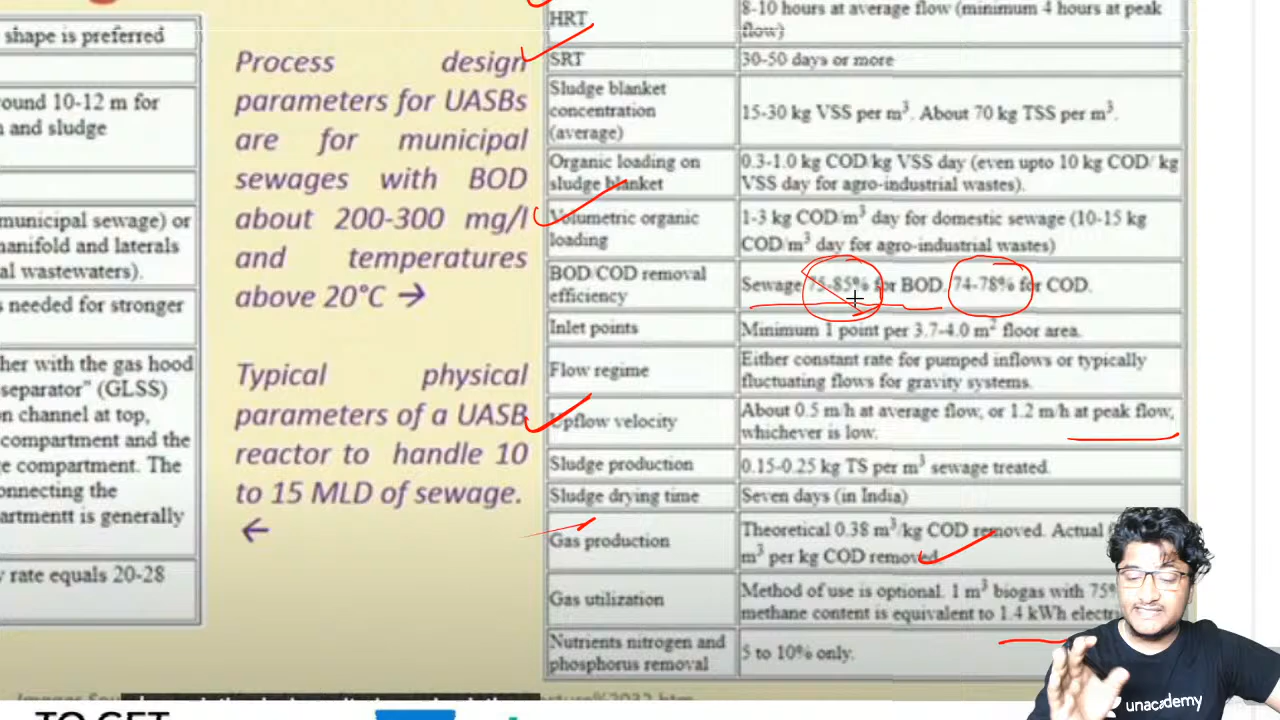 shape is preferred
ound 10-12 m for
n and sludge
municipal sewage) or
nanifold and laterals
al wastewaters).
s needed for stronger
her with the gas hood
separator" (GLSS)
on channel at top,
compartment and the
e compartment. The
onnecting the
artmentt is generally
y rate equals 20-28
Process design
parameters for UASBs
are for municipal
sewages with BOD
about 200-300 mg/l
and temperatures
above 20°C →
Typical physical
parameters of a UASB
reactor to handle 10
to 15 MLD of sewage.
←
HRT
8-10 hours at average flow (minimum 4 hours at peak
flow)
SRT
30-50 days or more
Sludge blanket
concentration
(average)
15-30 kg VSS per m³. About 70 kg TSS per m³.
Organic loading on
sludge blanket
0.3-1.0 kg COD/kg VSS day (even upto 10 kg COD/ kg
VSS day for agro-industrial wastes).
Volumetric organic
loading
1-3 kg COD/m³ day for domestic sewage (10-15 kg
COD/m³ day for agro-industrial wastes)
BOD/COD removal
efficiency
Sewage 75-85% for BOD. 74-78% for COD.
Inlet points
Minimum 1 point per 3.7-4.0 m² floor area.
Flow regime
Either constant rate for pumped inflows or typically
fluctuating flows for gravity systems.
Upflow velocity
About 0.5 m/h at average flow, or 1.2 m/h at peak flow,
whichever is low.
Sludge production
0.15-0.25 kg TS per m³ sewage treated.
Sludge drying time
Seven days (in India)
Gas production
Theoretical 0.38 m³/kg COD removed. Actual
m³ per kg COD removed.
Gas utilization
Method of use is optional. 1 m³ biogas with 75%
methane content is equivalent to 1.4 kWh electri
Nutrients nitrogen and
phosphorus removal
5 to 10% only.
unacademy
TO GET